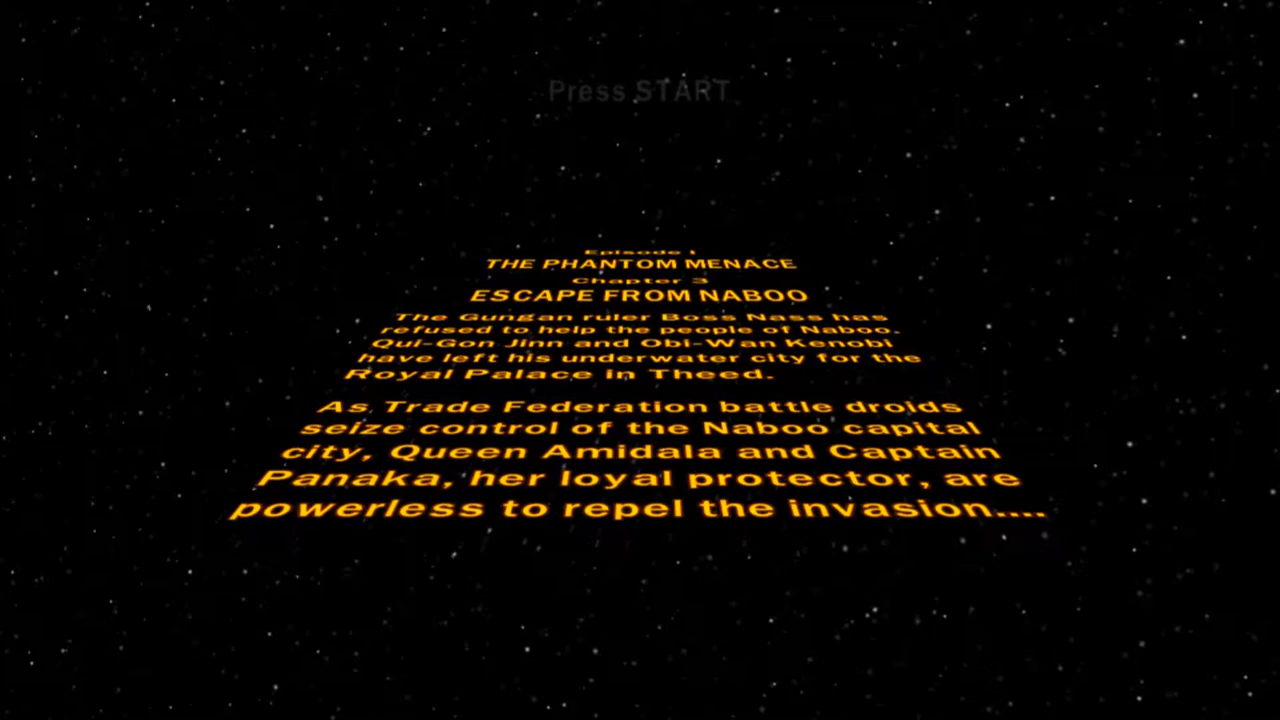 Press START
Episode I
THE PHANTOM MENACE
Chapter 3
ESCAPE FROM NABOO
The Gungan ruler Boss Nass has
refused to help the people of Naboo.
Qui-Gon Jinn and Obi-Wan Kenobi
have left his underwater city for the
Royal Palace in Theed.
As Trade Federation battle droids
seize control of the Naboo capital
city, Queen Amidala and Captain
Panaka, her loyal protector, are
powerless to repel the invasion....